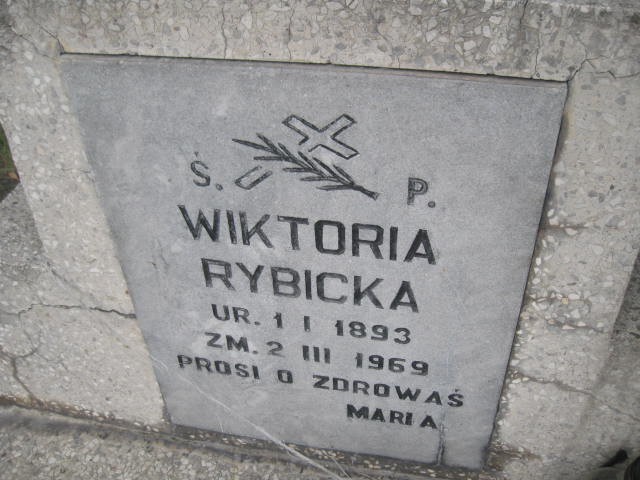 Ś. P.
WIKTORIA
RYBICKA
UR. 1 I 1893
ZM. 2 III 1969
PROSI O ZDROWAŚ
MARIA